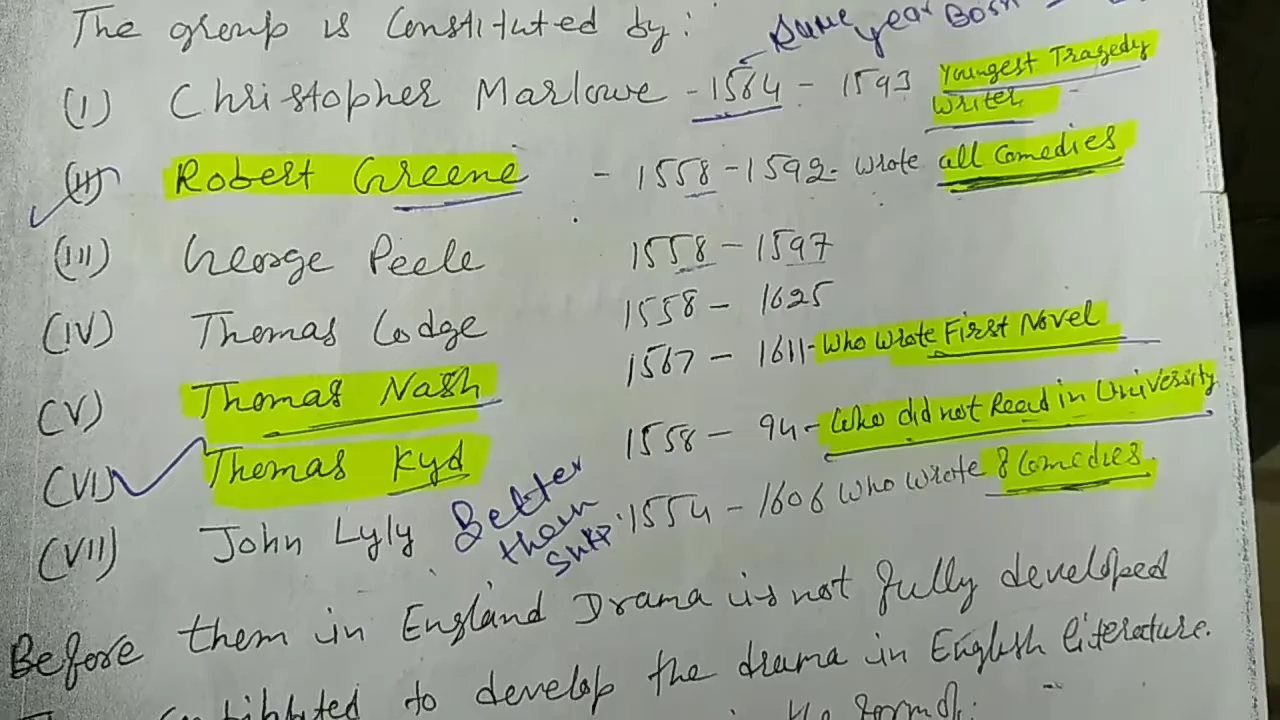 The group is Constituted by:
Same year Born
(I) Christopher Marlowe - 1564 - 1593 Youngest Tragedy
Writer
(II) Robert Greene - 1558 - 1592- wrote all Comedies
(III) George Peele 1558 - 1597
(IV) Thomas Lodge 1558 - 1625
(V) Thomas Nash 1567 - 1611- Who wrote First Novel
(VI) Thomas Kyd 1558 - 94 - Who did not Read in University
(VII) John Lyly 1554 - 1606 who wrote 8 Comedies.
Better
than
Before them in England Drama is not fully developed
to develop the drama in English literature.